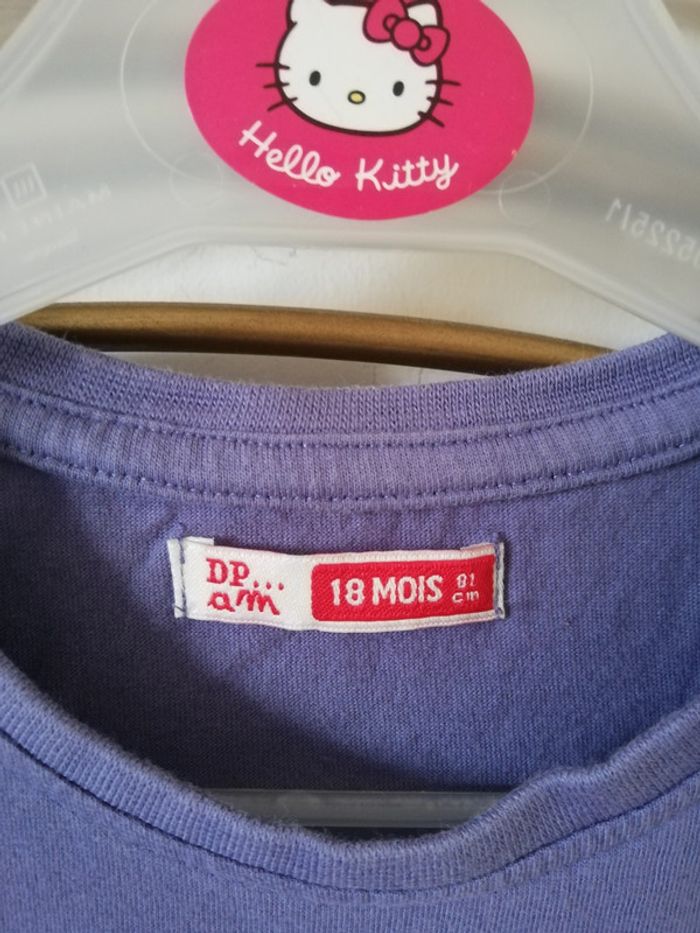 Hello Kitty
DP...
am
18 MOIS 81
cm